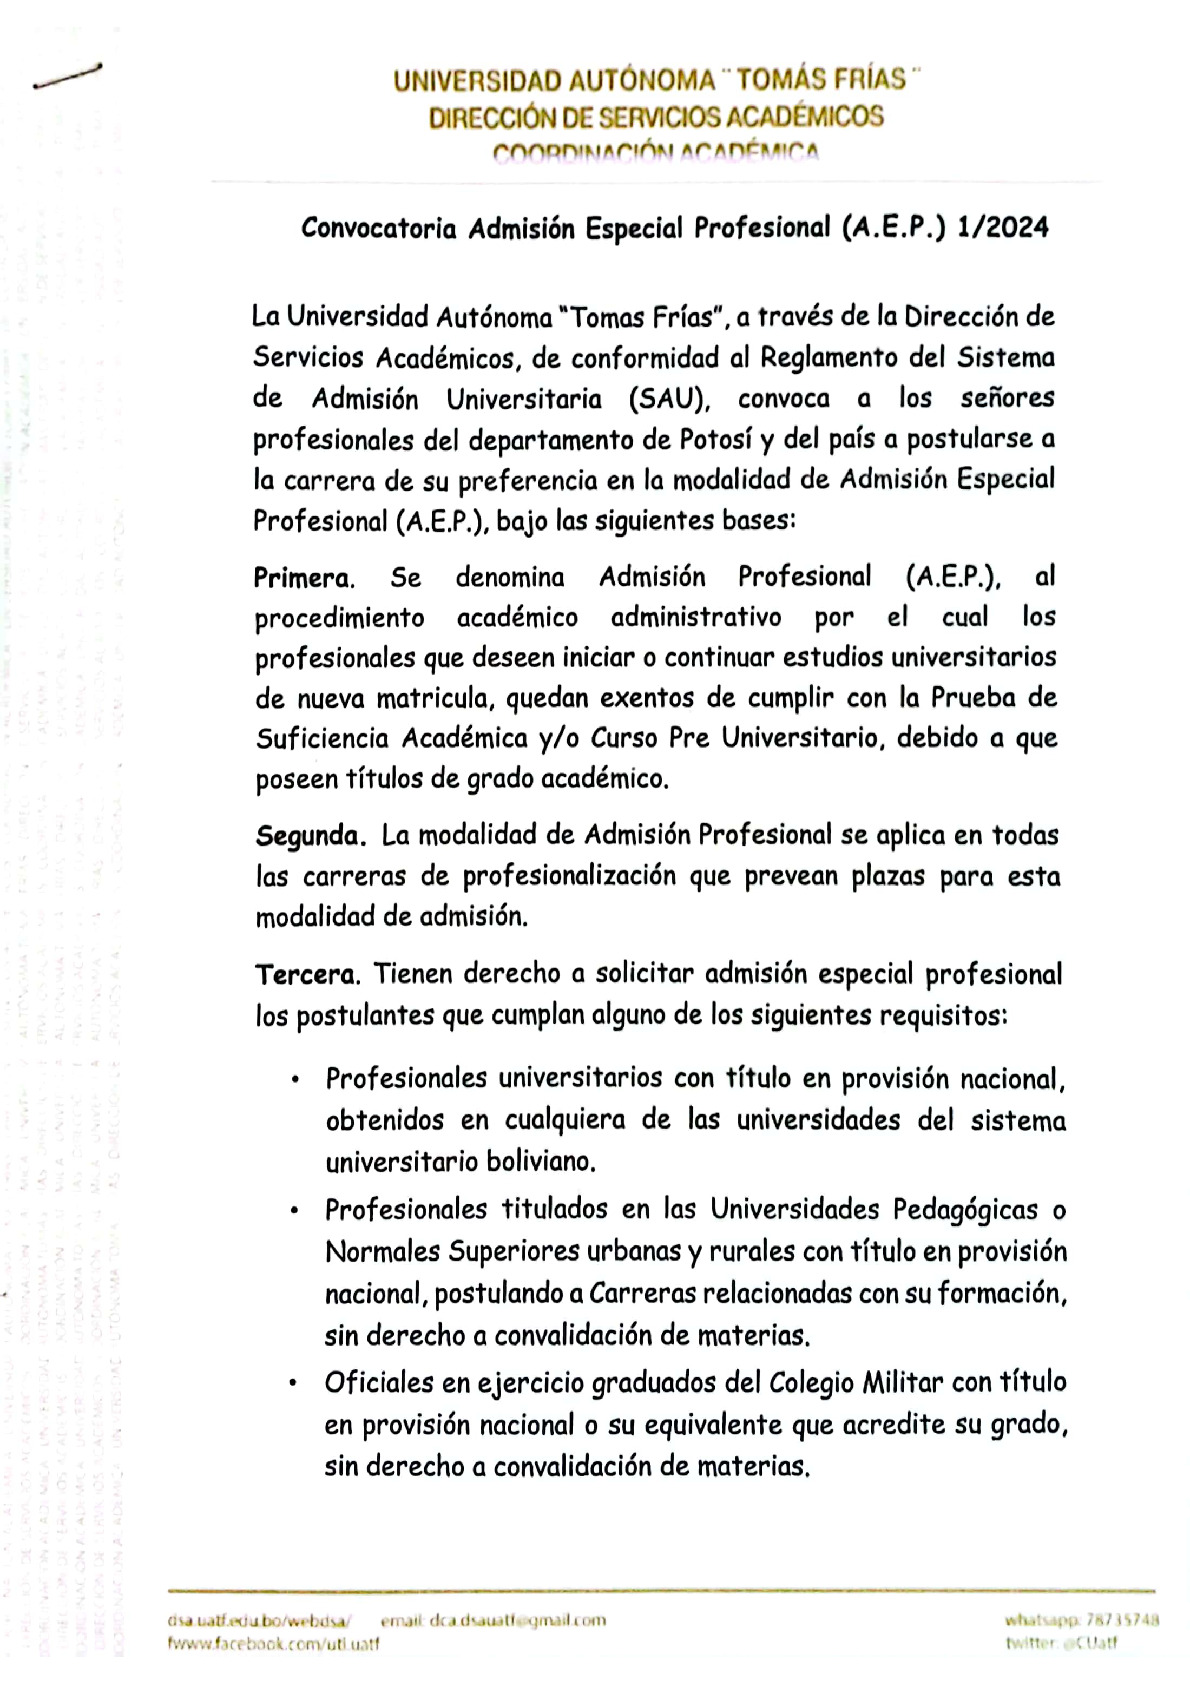 UNIVERSIDAD AUTÓNOMA ¨ TOMÁS FRÍAS ¨
DIRECCIÓN DE SERVICIOS ACADÉMICOS
COORDINACIÓN ACADÉMICA
Convocatoria Admisión Especial Profesional (A.E.P.) 1/2024
La Universidad Autónoma "Tomas Frías", a través de la Dirección de
Servicios Académicos, de conformidad al Reglamento del Sistema
de Admisión Universitaria (SAU), convoca a los señores
profesionales del departamento de Potosí y del país a postularse a
la carrera de su preferencia en la modalidad de Admisión Especial
Profesional (A.E.P.), bajo las siguientes bases:
Primera. Se denomina Admisión Profesional (A.E.P.), al
procedimiento académico administrativo por el cual los
profesionales que deseen iniciar o continuar estudios universitarios
de nueva matricula, quedan exentos de cumplir con la Prueba de
Suficiencia Académica y/o Curso Pre Universitario, debido a que
poseen títulos de grado académico.
Segunda. La modalidad de Admisión Profesional se aplica en todas
las carreras de profesionalización que prevean plazas para esta
modalidad de admisión.
Tercera. Tienen derecho a solicitar admisión especial profesional
los postulantes que cumplan alguno de los siguientes requisitos:
• Profesionales universitarios con título en provisión nacional,
obtenidos en cualquiera de las universidades del sistema
universitario boliviano.
• Profesionales titulados en las Universidades Pedagógicas o
Normales Superiores urbanas y rurales con título en provisión
nacional, postulando a Carreras relacionadas con su formación,
sin derecho a convalidación de materias.
• Oficiales en ejercicio graduados del Colegio Militar con título
en provisión nacional o su equivalente que acredite su grado,
sin derecho a convalidación de materias.
dsa.uatf.edu.bo/webdsa/ email: dca.dsauatf@gmail.com whatsapp: 78735748
fwww.facebook.com/uti.uatf twitter: @CUatf